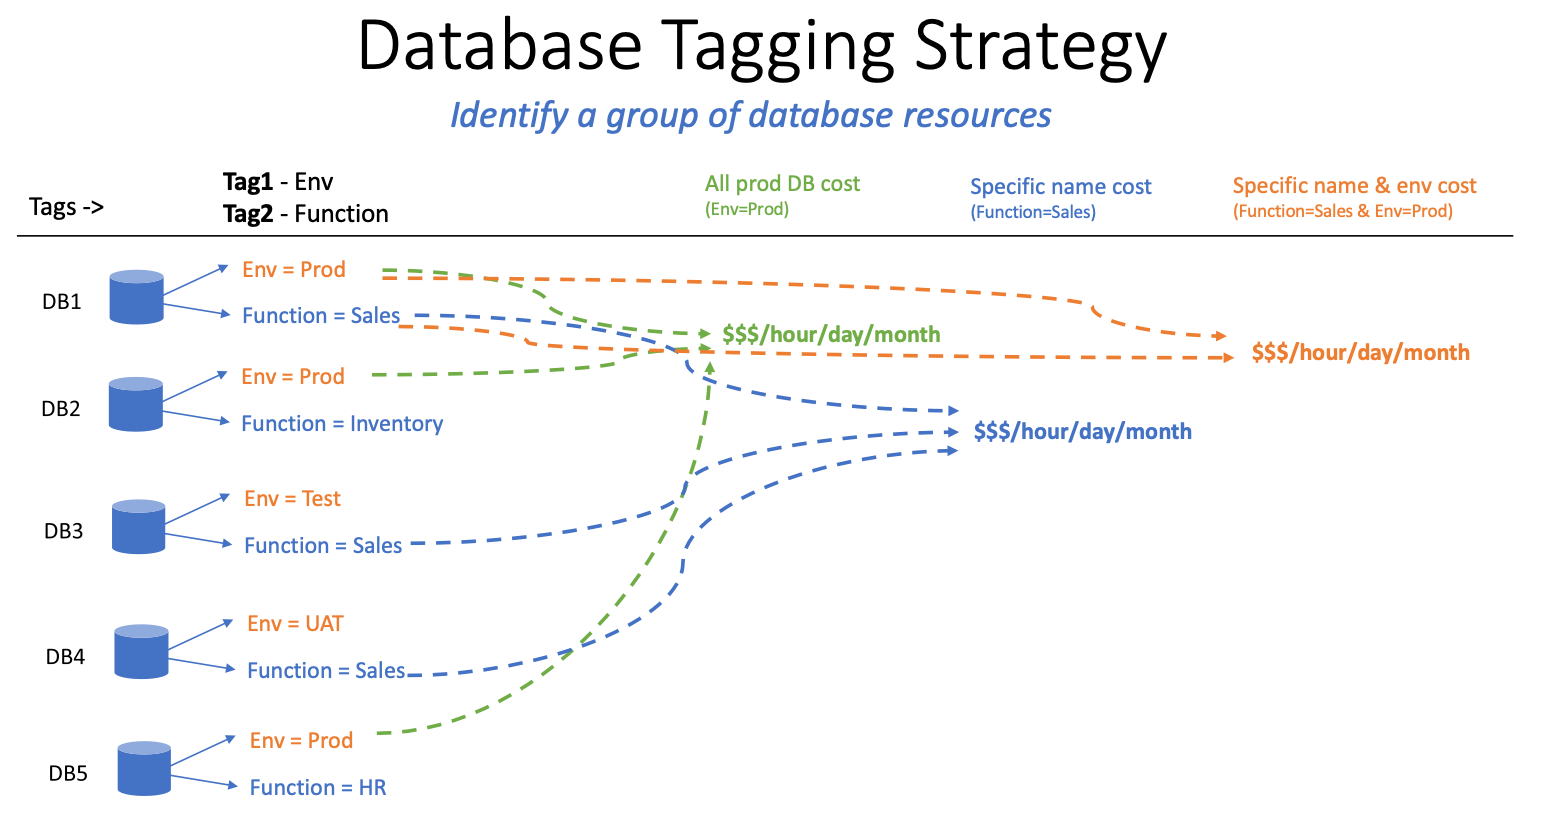 Database Tagging Strategy
Identify a group of database resources
Tags ->
Tag1 - Env
Tag2 - Function
All prod DB cost
(Env=Prod)
Specific name cost
(Function=Sales)
Specific name & env cost
(Function=Sales & Env=Prod)
DB1
Env = Prod
Function = Sales
$$$/hour/day/month
$$$/hour/day/month
DB2
Env = Prod
Function = Inventory
$$$/hour/day/month
DB3
Env = Test
Function = Sales
DB4
Env = UAT
Function = Sales
DB5
Env = Prod
Function = HR